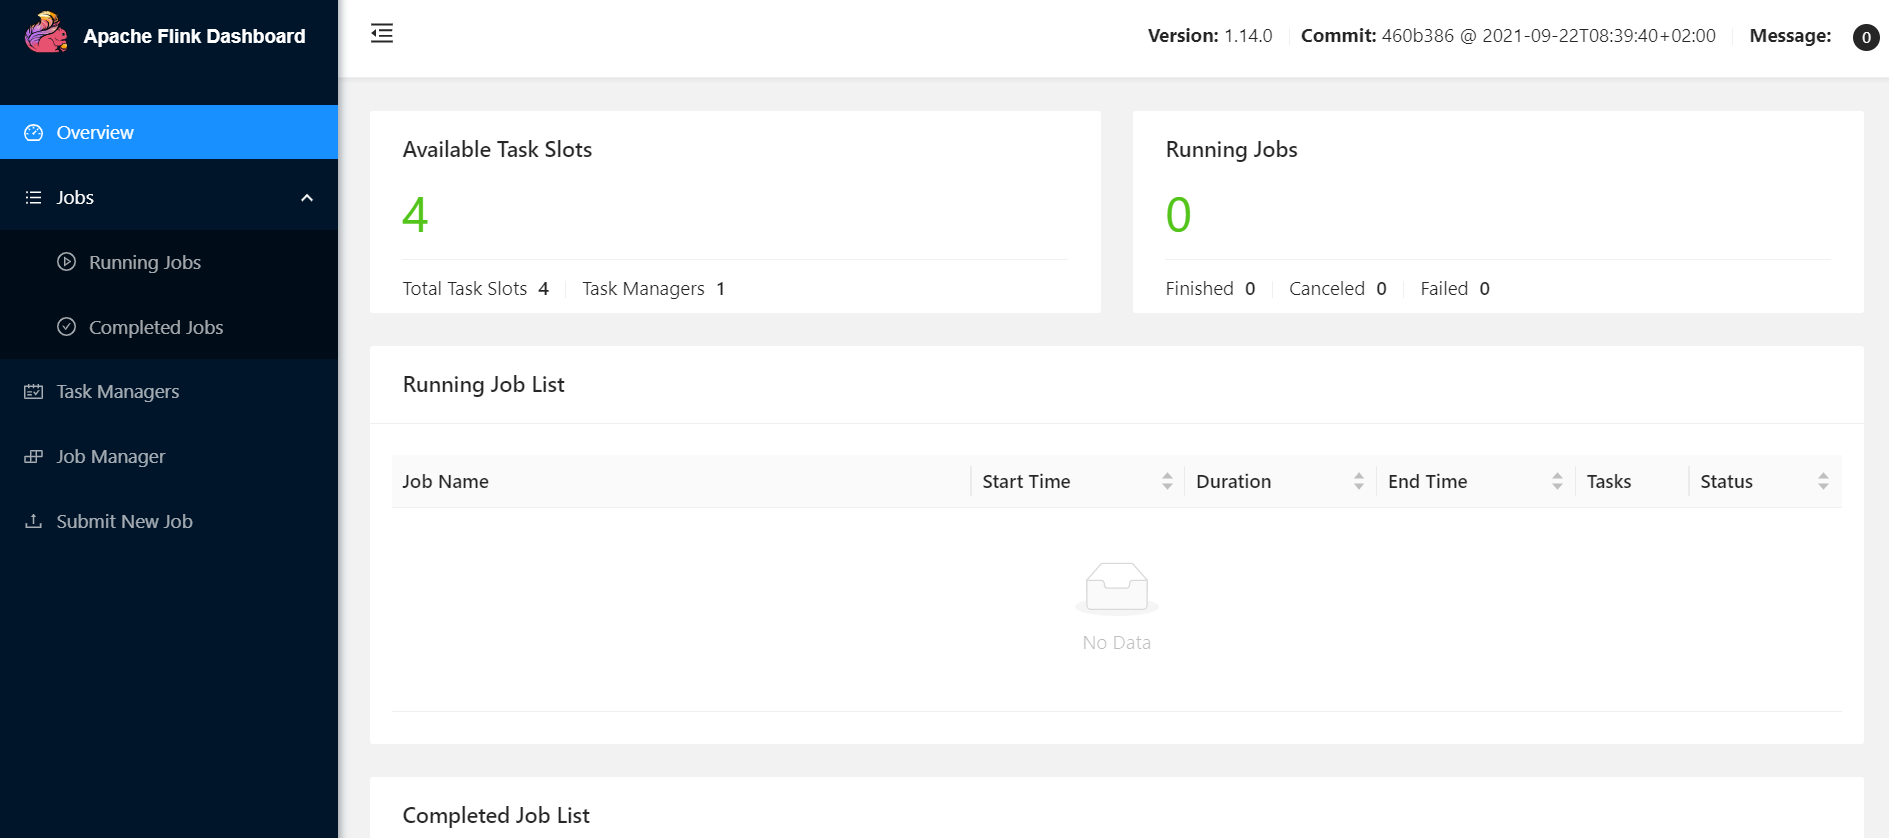 Apache Flink Dashboard
Version: 1.14.0 Commit: 460b386 @ 2021-09-22T08:39:40+02:00 Message: 0
Overview
Jobs
Running Jobs
Completed Jobs
Task Managers
Job Manager
Submit New Job
Available Task Slots
4
Total Task Slots 4 Task Managers 1
Running Jobs
0
Finished 0 Canceled 0 Failed 0
Running Job List
Job Name Start Time Duration End Time Tasks Status
No Data
Completed Job List